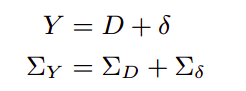 Y = D + δ
Σ_Y = Σ_D + Σ_δ